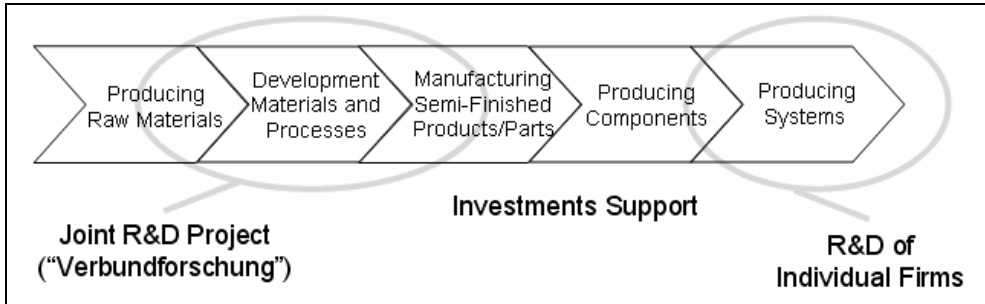 Producing
Raw Materials
Development
Materials and
Processes
Manufacturing
Semi-Finished
Products/Parts
Producing
Components
Producing
Systems
Joint R&D Project
(“Verbundforschung”)
Investments Support
R&D of
Individual Firms